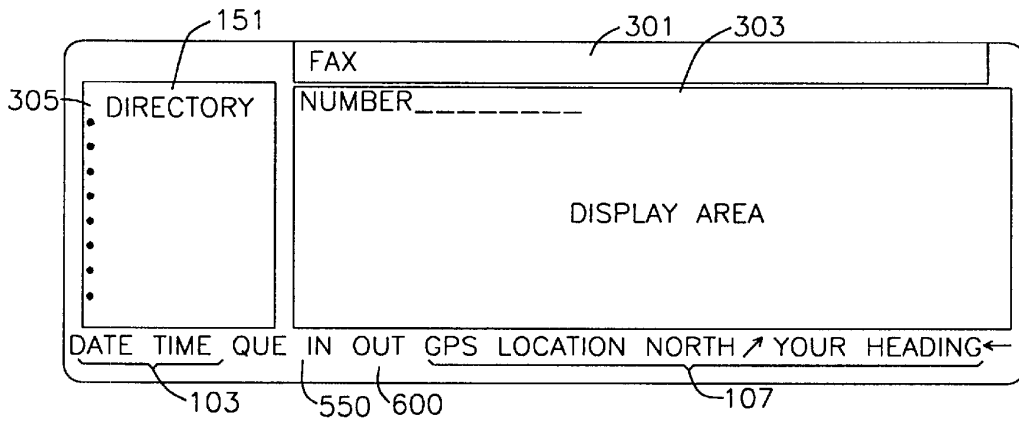 151
301
303
FAX
305
DIRECTORY
NUMBER_ _ _ _ _ _ _ _
DISPLAY AREA
DATE TIME QUE IN OUT GPS LOCATION NORTH ↗ YOUR HEADING ←
103
550
600
107